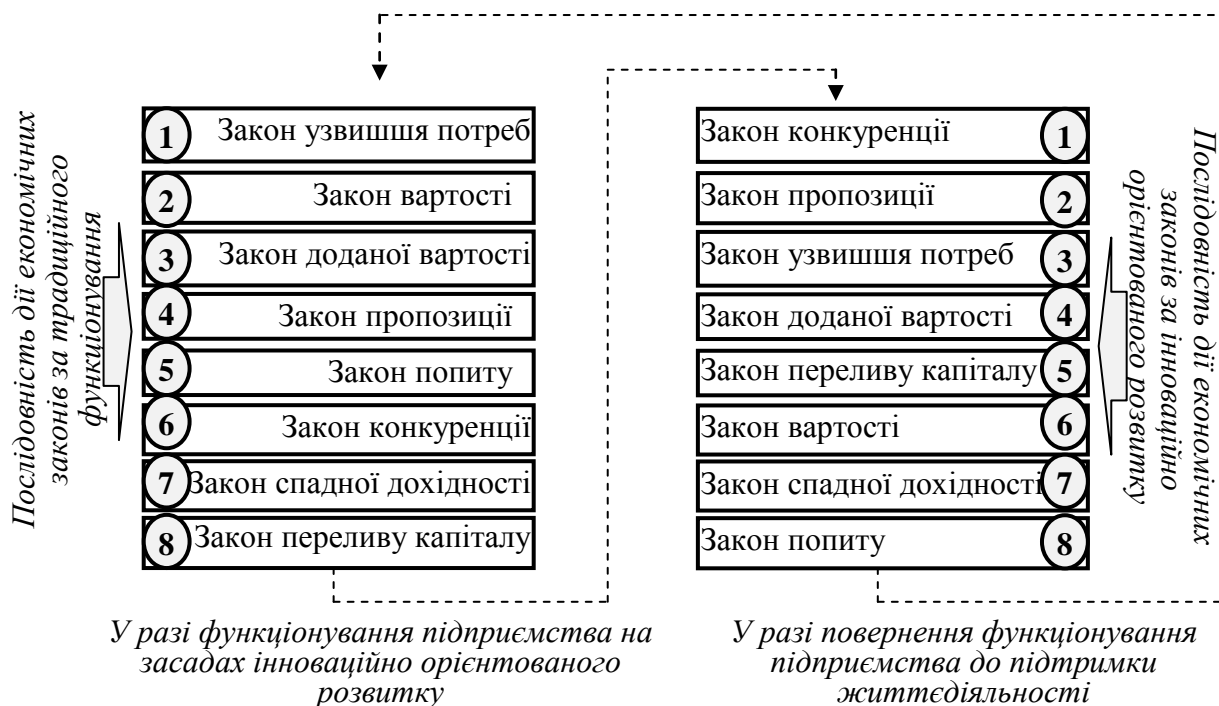 Послідовність дії економічних
законів за традиційного
функціонування
1 Закон узвишшя потреб
2 Закон вартості
3 Закон доданої вартості
4 Закон пропозиції
5 Закон попиту
6 Закон конкуренції
7 Закон спадної дохідності
8 Закон переливу капіталу
У разі функціонування підприємства на
засадах інноваційно орієнтованого
розвитку
Закон конкуренції 1
Закон пропозиції 2
Закон узвишшя потреб 3
Закон доданої вартості 4
Закон переливу капіталу 5
Закон вартості 6
Закон спадної дохідності 7
Закон попиту 8
У разі повернення функціонування
підприємства до підтримки
життєдіяльності
Послідовність дії економічних
законів за інноваційно
орієнтованого розвитку